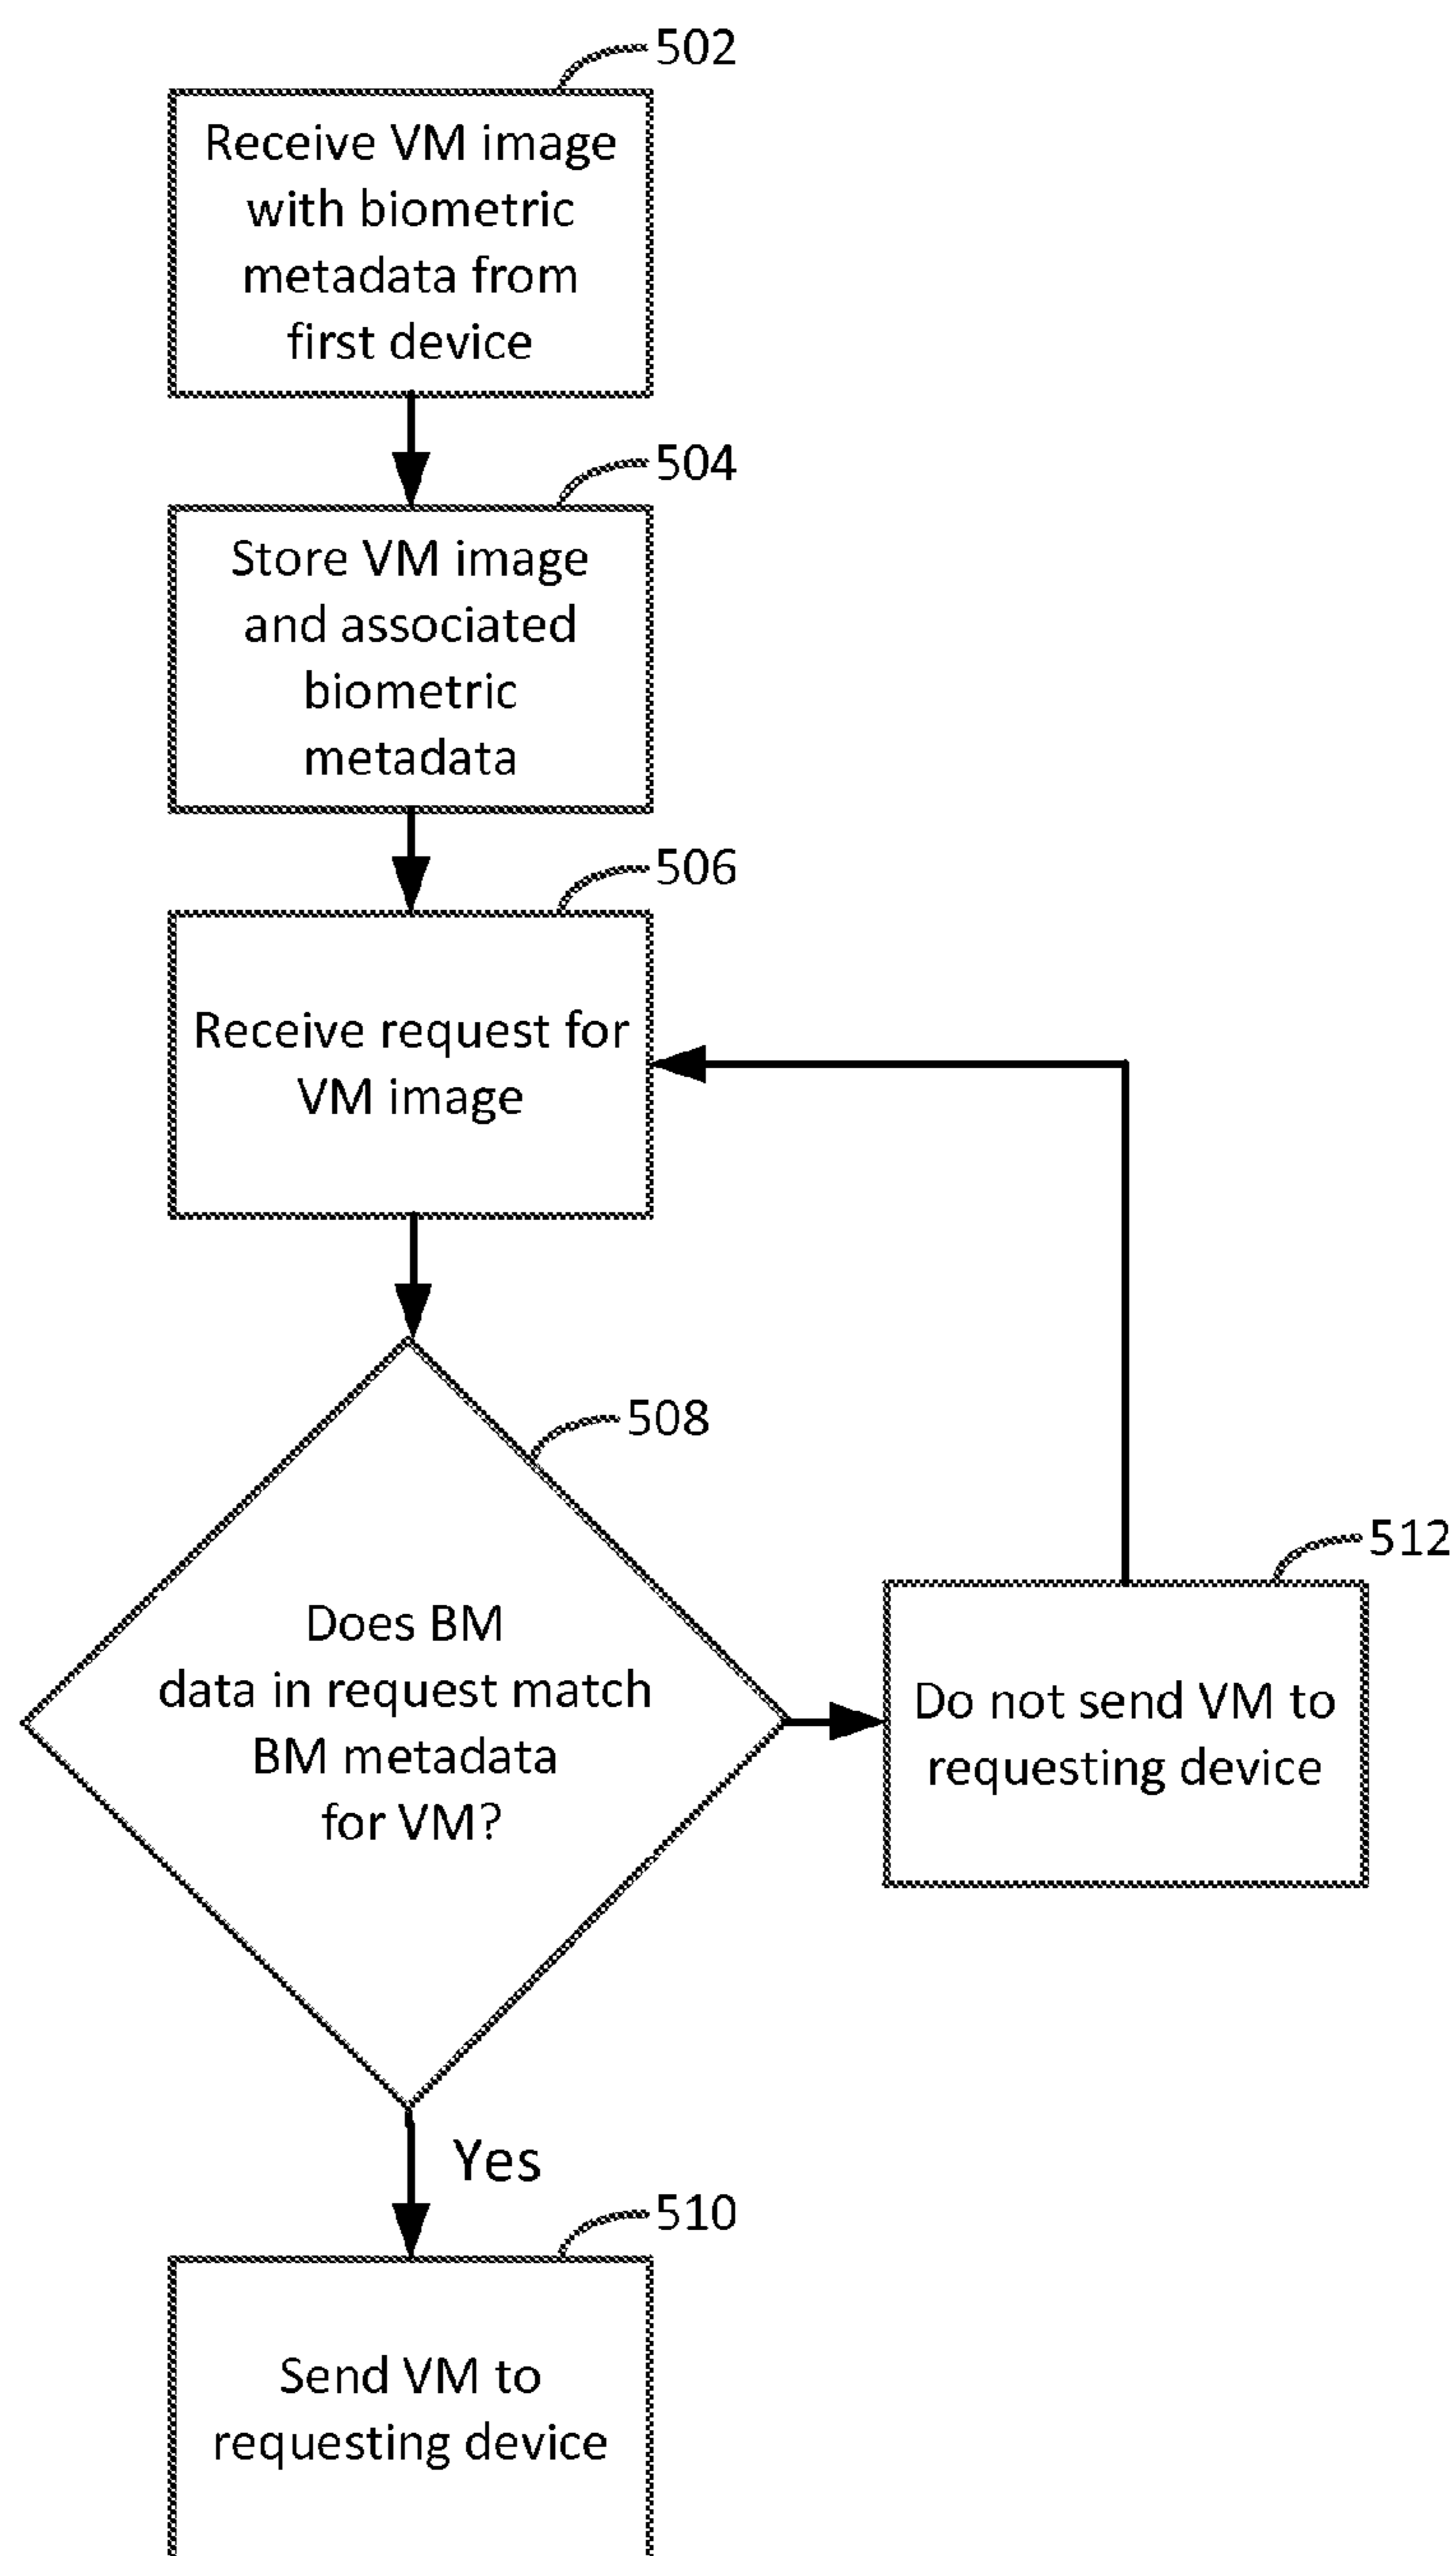 502
Receive VM image
with biometric
metadata from
first device
504
Store VM image
and associated
biometric
metadata
506
Receive request for
VM image
508
Does BM
data in request match
BM metadata
for VM?
512
Do not send VM to
requesting device
Yes
510
Send VM to
requesting device